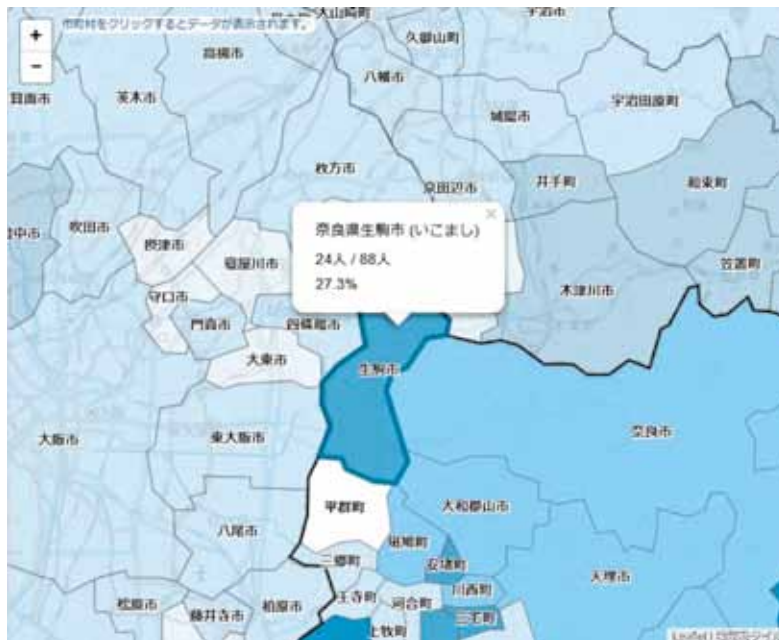 市町村をクリックするとデータが表示されます。
+
−
大山崎町
宇治市
久御山町
高槻市
八幡市
箕面市
茨木市
宇治田原町
城陽市
枚方市
京田辺市
井手町
和束町
吹田市
摂津市
寝屋川市
笠置町
木津川市
守口市
門真市
四條畷市
大東市
奈良県生駒市 (いこまし)
24人 / 88人
27.3%
×
生駒市
大阪市
東大阪市
奈良市
平群町
大和郡山市
八尾市
斑鳩町
三郷町
安堵町
天理市
川西町
王寺町
河合町
松原市
藤井寺市
柏原市
三宅町
上牧町
Leaflet